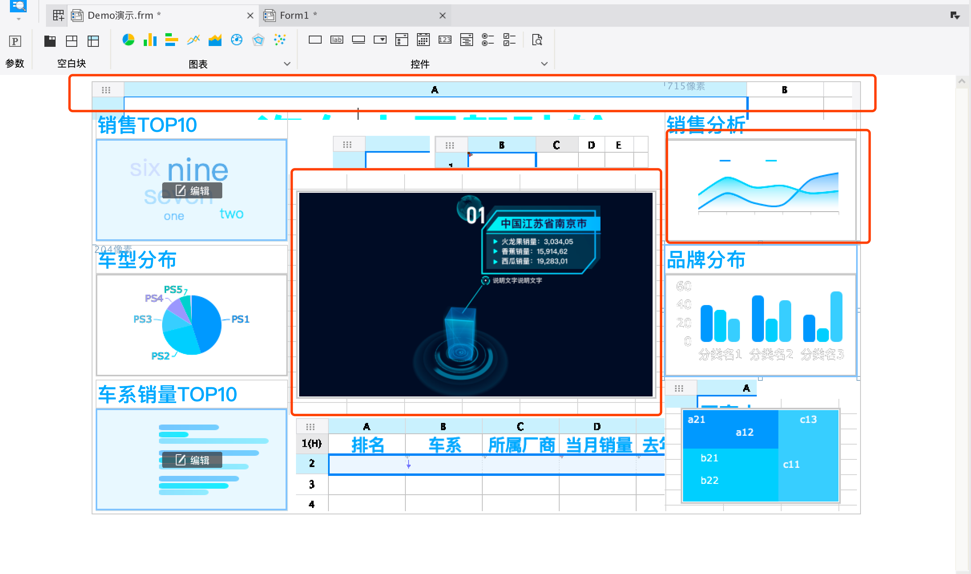 Demo演示.frm *
Form1 *
参数
空白块
图表
控件
A
715像素
B
销售TOP10
销售分析
six nine
seven
one two
编辑
B C D E
1
01
中国江苏省南京市
火龙果销量：3,034,05
香蕉销量：15,914,62
西瓜销量：19,283,01
说明文字说明文字
204像素
车型分布
PS5
PS4
PS3
PS1
PS2
品牌分布
60
40
20
0
分类名1 分类名2 分类名3
车系销量TOP10
编辑
A B C D
1(H) 排名 车系 所属厂商 当月销量 去年
2
3
4
A
a21
a12
c13
b21
c11
b22